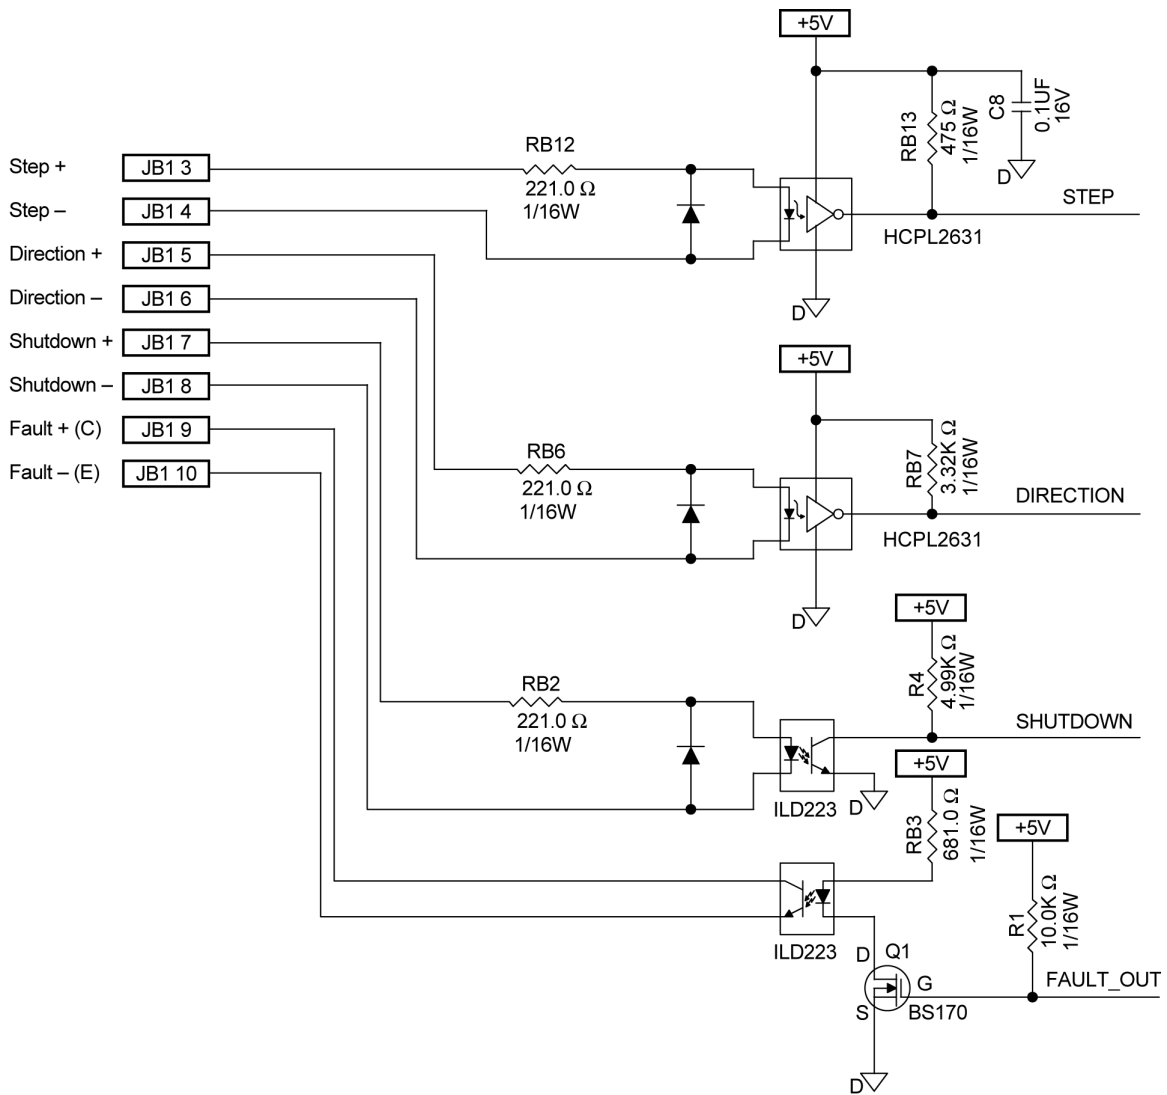 +5V
RB13
475 Ω
1/16W
C8
0.1UF
16V
D
Step +
JB1 3
RB12
221.0 Ω
1/16W
Step –
JB1 4
STEP
HCPL2631
D
Direction +
JB1 5
Direction –
JB1 6
Shutdown +
JB1 7
Shutdown –
JB1 8
Fault + (C)
JB1 9
Fault – (E)
JB1 10
+5V
RB6
221.0 Ω
1/16W
RB7
3.32K Ω
1/16W
DIRECTION
HCPL2631
D
+5V
R4
4.99K Ω
1/16W
RB2
221.0 Ω
1/16W
SHUTDOWN
ILD223
D
+5V
RB3
681.0 Ω
1/16W
+5V
R1
10.0K Ω
1/16W
ILD223
D
Q1
G
S
BS170
FAULT_OUT
D